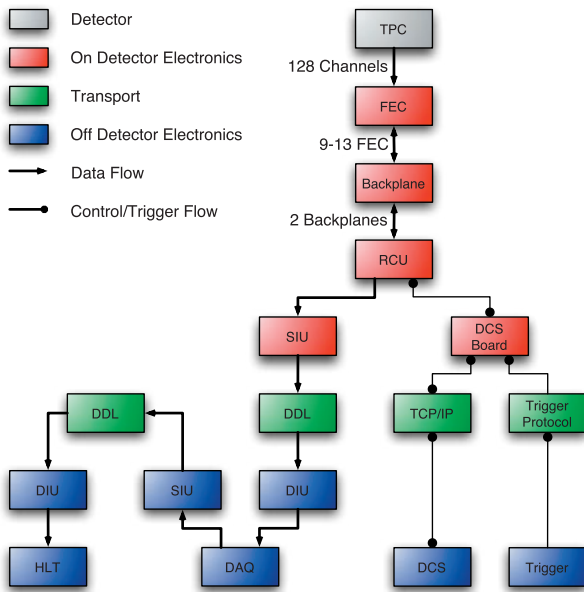 Detector
On Detector Electronics
Transport
Off Detector Electronics
Data Flow
Control/Trigger Flow
TPC
128 Channels
FEC
9-13 FEC
Backplane
2 Backplanes
RCU
SIU
DCS
Board
DDL
DDL
TCP/IP
Trigger
Protocol
DIU
SIU
DIU
HLT
DAQ
DCS
Trigger